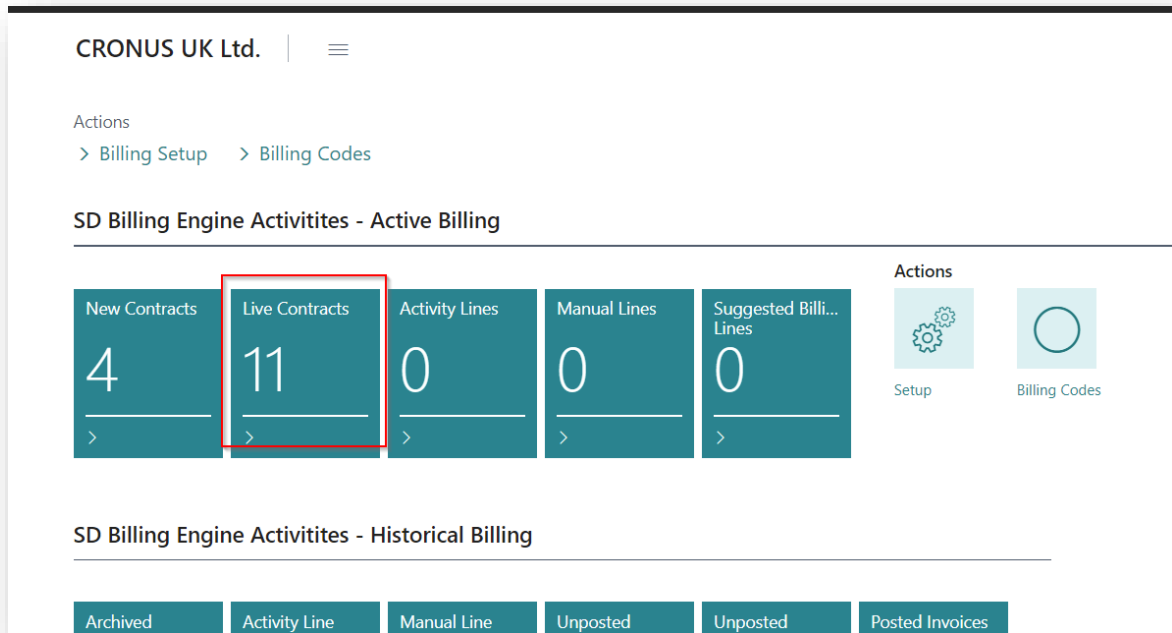 CRONUS UK Ltd.
Actions
> Billing Setup > Billing Codes
SD Billing Engine Activitites - Active Billing
Actions
New Contracts
4
Live Contracts
11
Activity Lines
0
Manual Lines
0
Suggested Billi...
Lines
0
Setup
Billing Codes
SD Billing Engine Activitites - Historical Billing
Archived
Activity Line
Manual Line
Unposted
Unposted
Posted Invoices